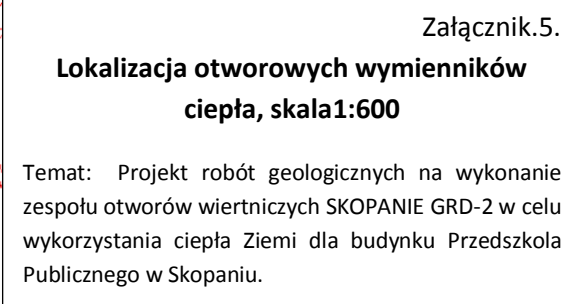 Załącznik.5.
Lokalizacja otworowych wymienników
ciepła, skala1:600
Temat: Projekt robót geologicznych na wykonanie
zespołu otworów wiertniczych SKOPANIE GRD-2 w celu
wykorzystania ciepła Ziemi dla budynku Przedszkola
Publicznego w Skopaniu.